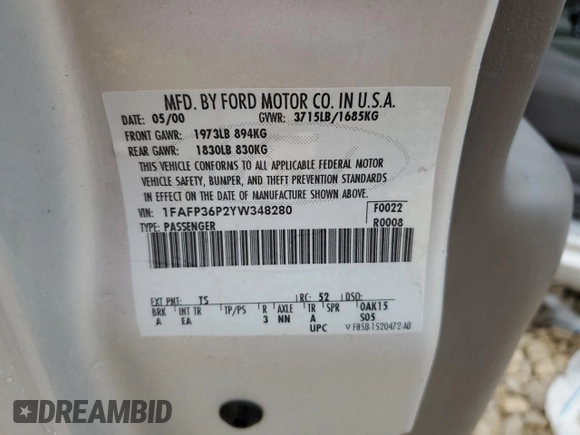 MFD. BY FORD MOTOR CO. IN U.S.A.
DATE: 05/00 GVWR: 3715LB/1685KG
FRONT GAWR: 1973LB 894KG
REAR GAWR: 1830LB 830KG
THIS VEHICLE CONFORMS TO ALL APPLICABLE FEDERAL MOTOR
VEHICLE SAFETY, BUMPER, AND THEFT PREVENTION STANDARDS
IN EFFECT ON THE DATE OF MANUFACTURE SHOWN ABOVE.
VIN: 1FAFP36P2YW348280 F0022
TYPE: PASSENGER R0008
EXT PNT: TS RC: 52 DSO:
BRK INT TR TP/PS R AXLE TR SPR 0AK15
A EA 3 NN A S05
UPC F85B-1520472-AB
DREAMBID.COM